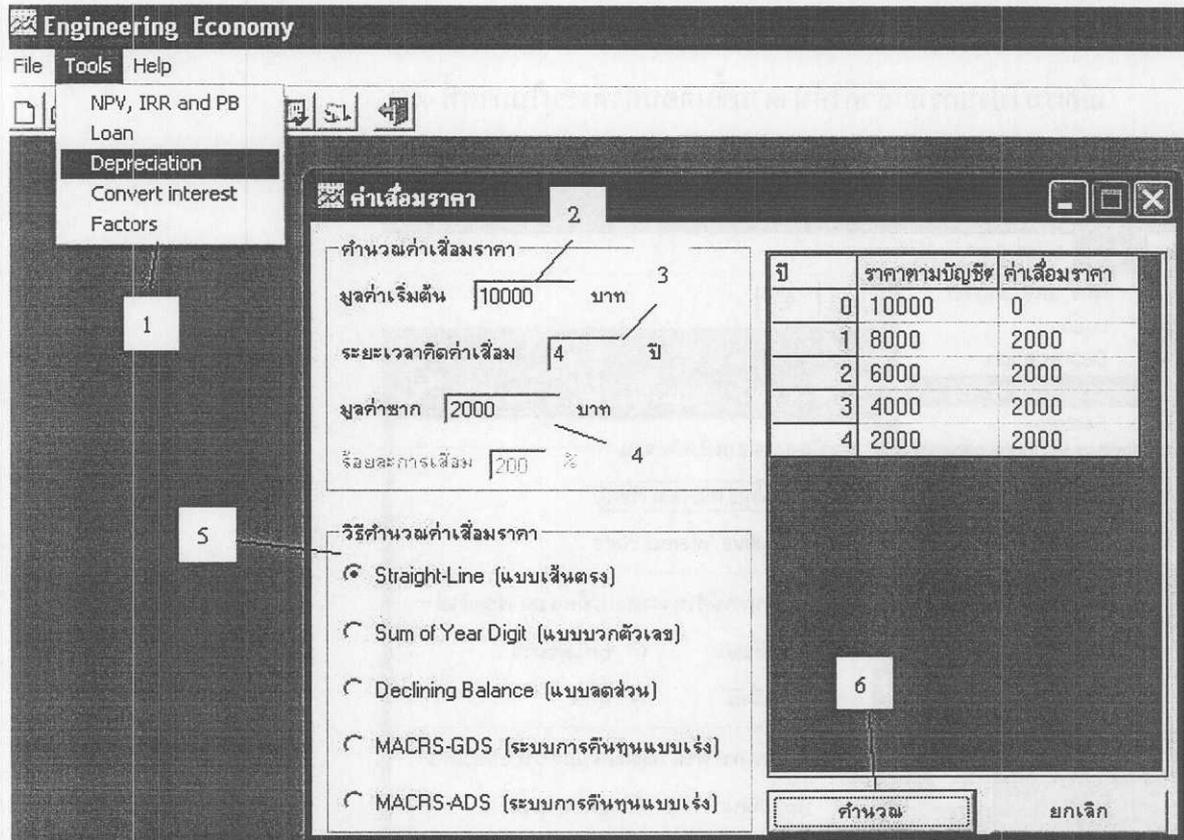 Engineering Economy
File Tools Help
NPV, IRR and PB
Loan
Depreciation
Convert interest
Factors
1
ค่าเสื่อมราคา
2
คำนวณค่าเสื่อมราคา
3
มูลค่าเริ่มต้น 10000 บาท
ระยะเวลาคิดค่าเสื่อม 4 ปี
มูลค่าซาก 2000 บาท
4
ร้อยละการเสื่อม 200 %
5
วิธีคำนวณค่าเสื่อมราคา
Straight-Line (แบบเส้นตรง)
Sum of Year Digit (แบบบวกตัวเลข)
Declining Balance (แบบลดส่วน)
MACRS-GDS (ระบบการคืนทุนแบบเร่ง)
MACRS-ADS (ระบบการคืนทุนแบบเร่ง)
ปี ราคาตามบัญชี ค่าเสื่อมราคา
0 10000 0
1 8000 2000
2 6000 2000
3 4000 2000
4 2000 2000
6
คำนวณ ยกเลิก